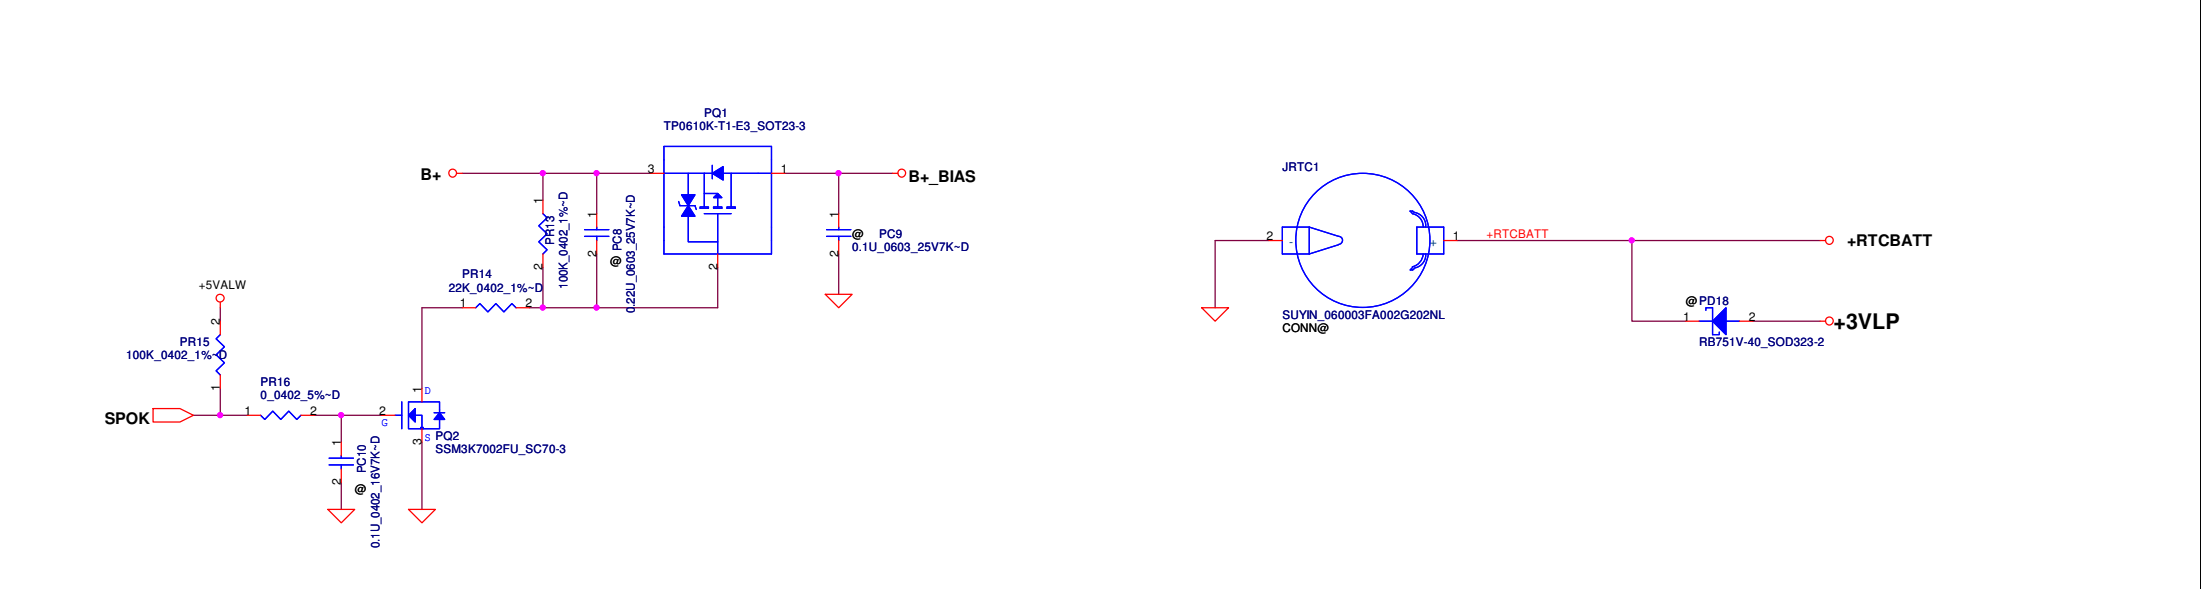 PQ1
TP0610K-T1-E3_SOT23-3
B+
3
1
B+_BIAS
1
2
PR13
100K_0402_1%~D
1
2
@ PC8
0.22U_0603_25V7K~D
2
1
2
@ PC9
0.1U_0603_25V7K~D
PR14
22K_0402_1%~D
1
2
+5VALW
2
PR15
100K_0402_1%~D
1
PR16
0_0402_5%~D
SPOK
1
2
2
G
1
D
3
S
PQ2
SSM3K7002FU_SC70-3
1
2
@ PC10
0.1U_0402_16V7K~D
JRTC1
2
-
+
1
+RTCBATT
+RTCBATT
SUYIN_060003FA002G202NL
CONN@
@ PD18
1
2
+3VLP
RB751V-40_SOD323-2